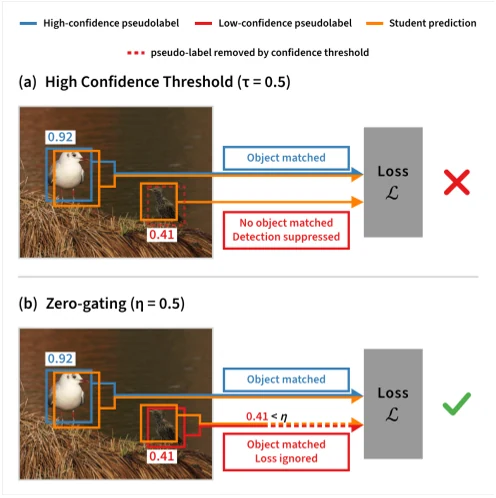 High-confidence pseudolabel
Low-confidence pseudolabel
Student prediction
pseudo-label removed by confidence threshold
(a) High Confidence Threshold (τ = 0.5)
0.92
Object matched
0.41
No object matched
Detection suppressed
Loss
ℒ
(b) Zero-gating (η = 0.5)
0.92
Object matched
0.41 < η
0.41
Object matched
Loss ignored
Loss
ℒ